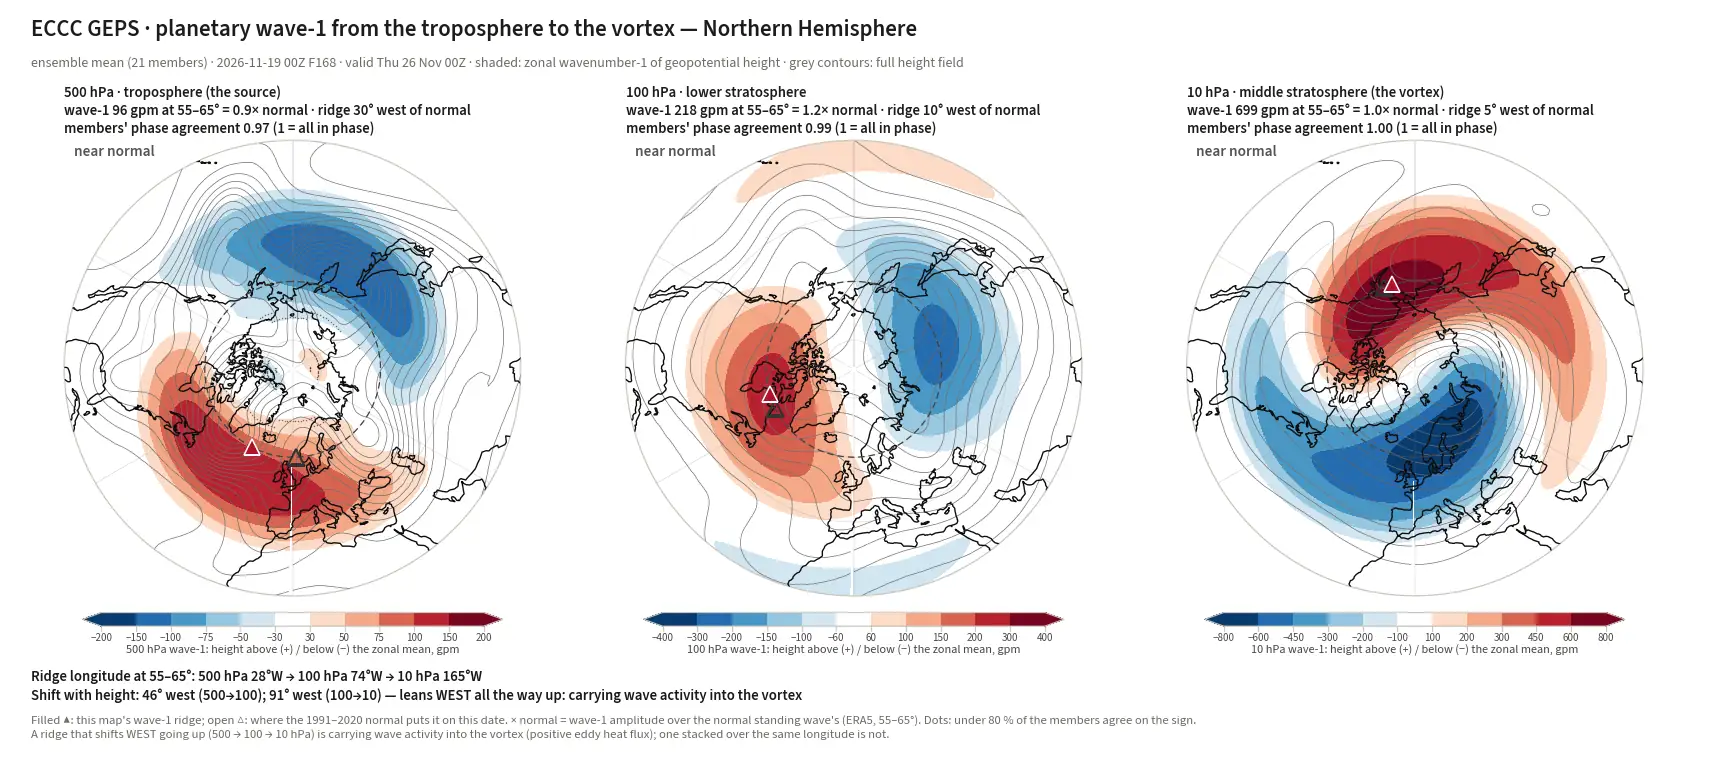 ECCC GEPS · planetary wave-1 from the troposphere to the vortex — Northern Hemisphere
ensemble mean (21 members) · 2026-11-19 00Z F168 · valid Thu 26 Nov 00Z · shaded: zonal wavenumber-1 of geopotential height · grey contours: full height field
500 hPa · troposphere (the source)
wave-1 96 gpm at 55–65° = 0.9× normal · ridge 30° west of normal
members' phase agreement 0.97 (1 = all in phase)
near normal
100 hPa · lower stratosphere
wave-1 218 gpm at 55–65° = 1.2× normal · ridge 10° west of normal
members' phase agreement 0.99 (1 = all in phase)
near normal
10 hPa · middle stratosphere (the vortex)
wave-1 699 gpm at 55–65° = 1.0× normal · ridge 5° west of normal
members' phase agreement 1.00 (1 = all in phase)
near normal
−200 −150 −100 −75 −50 −30 30 50 75 100 150 200
500 hPa wave-1: height above (+) / below (−) the zonal mean, gpm
−400 −300 −200 −150 −100 −60 60 100 150 200 300 400
100 hPa wave-1: height above (+) / below (−) the zonal mean, gpm
−800 −600 −450 −300 −200 −100 100 200 300 450 600 800
10 hPa wave-1: height above (+) / below (−) the zonal mean, gpm
Ridge longitude at 55–65°: 500 hPa 28°W → 100 hPa 74°W → 10 hPa 165°W
Shift with height: 46° west (500→100); 91° west (100→10) — leans WEST all the way up: carrying wave activity into the vortex
Filled ▲: this map's wave-1 ridge; open △: where the 1991–2020 normal puts it on this date. × normal = wave-1 amplitude over the normal standing wave's (ERA5, 55–65°). Dots: under 80 % of the members agree on the sign.
A ridge that shifts WEST going up (500 → 100 → 10 hPa) is carrying wave activity into the vortex (positive eddy heat flux); one stacked over the same longitude is not.